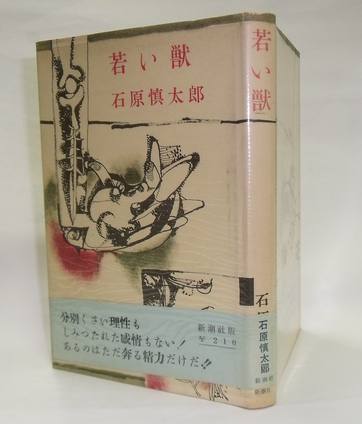 若い獣
石原慎太郎
分別くさい理性も
しみつたれた感情もない!
あるのはただ奔る精力だけだ!!
新潮社版
¥210
若い獣
石原慎太郎
新潮社